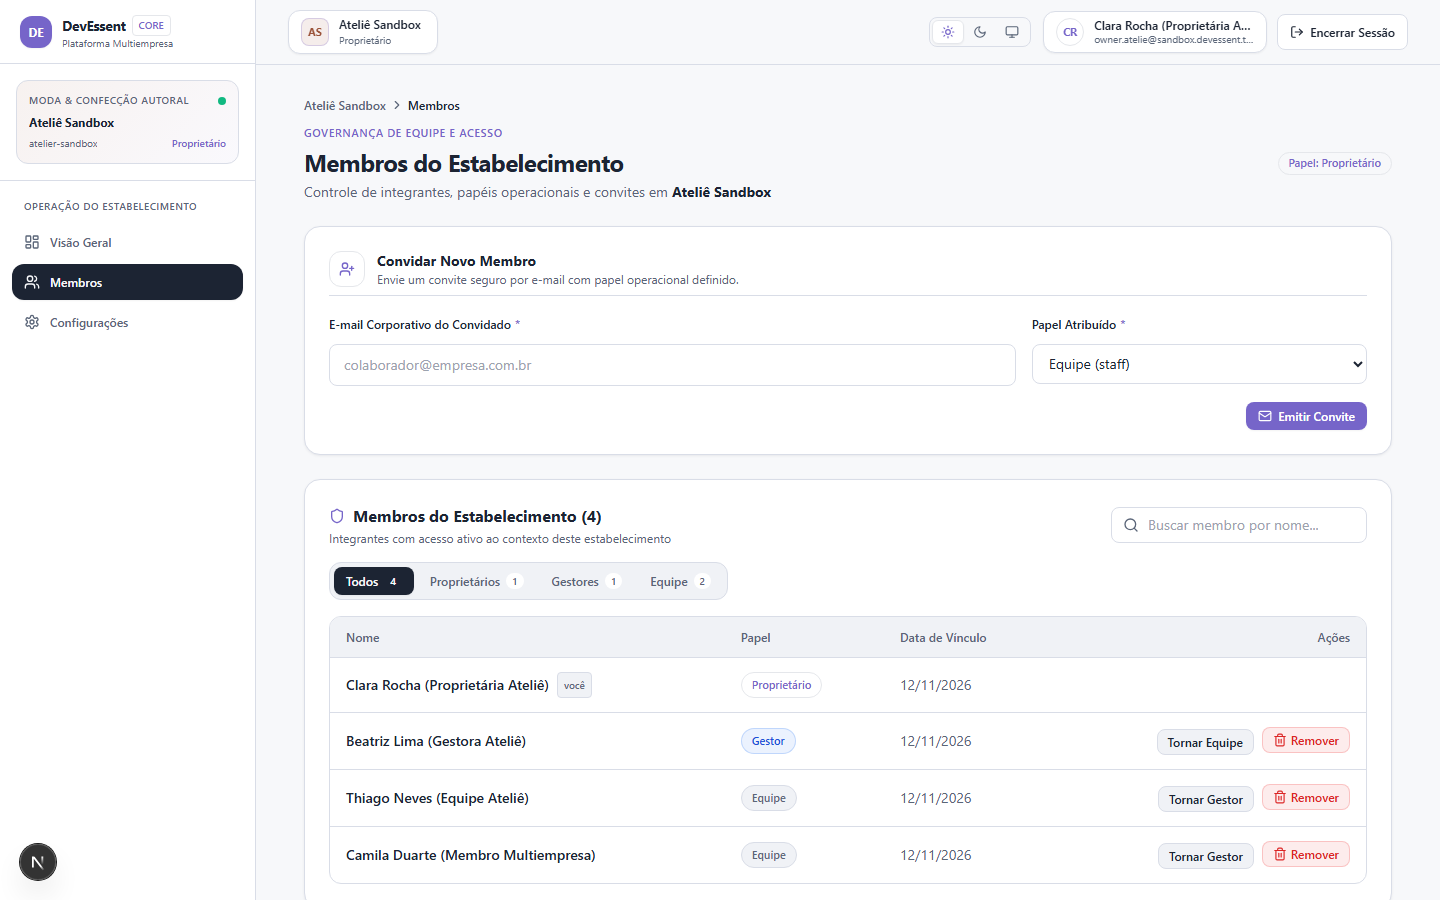 DE
DevEssent CORE
Plataforma Multiempresa
AS
Ateliê Sandbox
Proprietário
CR
Clara Rocha (Proprietária A...
owner.atelie@sandbox.devessent.t...
Encerrar Sessão
MODA & CONFECÇÃO AUTORAL
Ateliê Sandbox
atelier-sandbox Proprietário
OPERAÇÃO DO ESTABELECIMENTO
Visão Geral
Membros
Configurações
N
Ateliê Sandbox > Membros
GOVERNANÇA DE EQUIPE E ACESSO
Membros do Estabelecimento
Papel: Proprietário
Controle de integrantes, papéis operacionais e convites em Ateliê Sandbox
Convidar Novo Membro
Envie um convite seguro por e-mail com papel operacional definido.
E-mail Corporativo do Convidado * Papel Atribuído *
colaborador@empresa.com.br Equipe (staff)
Emitir Convite
Membros do Estabelecimento (4)
Integrantes com acesso ativo ao contexto deste estabelecimento
Buscar membro por nome...
Todos 4 Proprietários 1 Gestores 1 Equipe 2
Nome Papel Data de Vínculo Ações
Clara Rocha (Proprietária Ateliê) você Proprietário 12/11/2026
Beatriz Lima (Gestora Ateliê) Gestor 12/11/2026 Tornar Equipe Remover
Thiago Neves (Equipe Ateliê) Equipe 12/11/2026 Tornar Gestor Remover
Camila Duarte (Membro Multiempresa) Equipe 12/11/2026 Tornar Gestor Remover